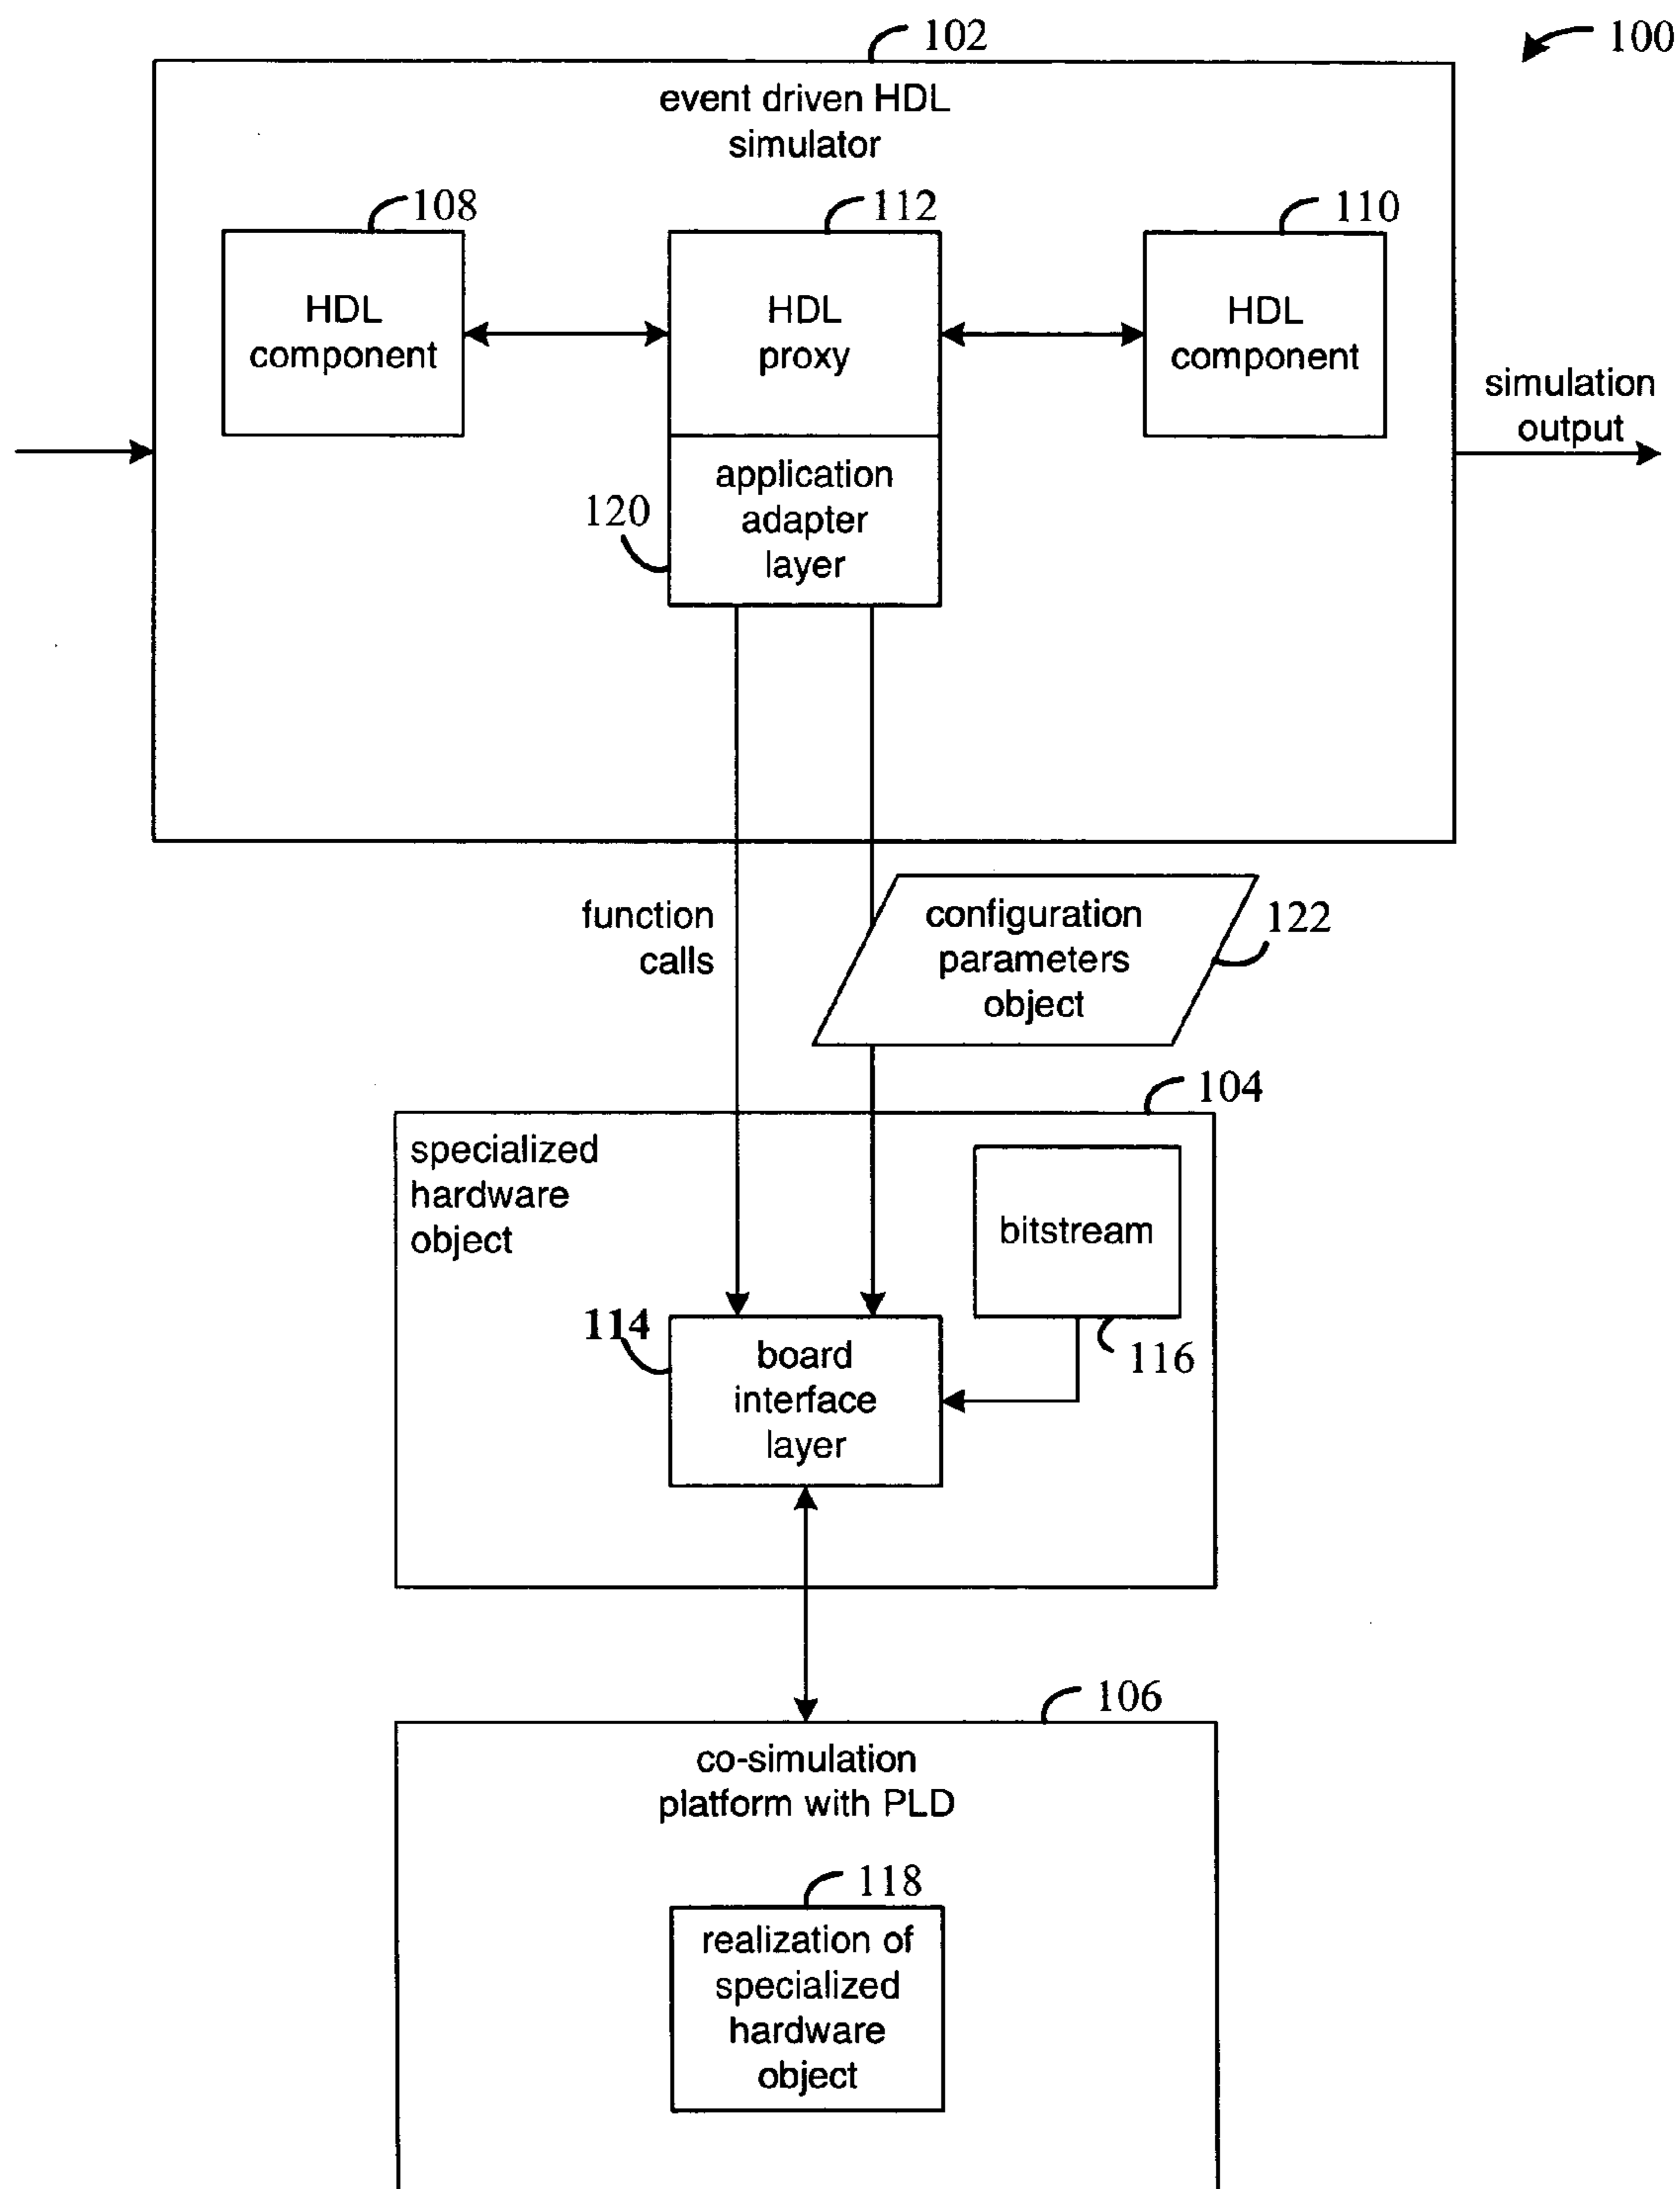 102
100
event driven HDL
simulator
108
112
110
HDL
component
HDL
proxy
HDL
component
simulation
output
application
adapter
layer
120
function
calls
configuration
parameters
object
122
104
specialized
hardware
object
bitstream
114
116
board
interface
layer
106
co-simulation
platform with PLD
118
realization of
specialized
hardware
object